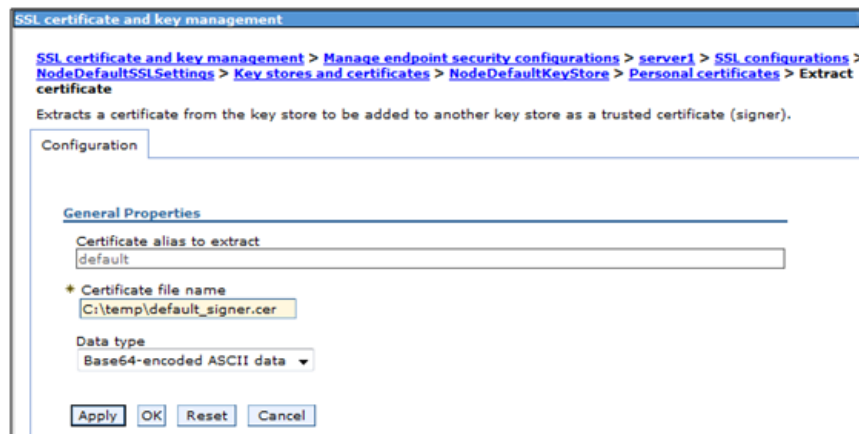 SSL certificate and key management
SSL certificate and key management > Manage endpoint security configurations > server1 > SSL configurations >
NodeDefaultSSLSettings > Key stores and certificates > NodeDefaultKeyStore > Personal certificates > Extract
certificate
Extracts a certificate from the key store to be added to another key store as a trusted certificate (signer).
Configuration
General Properties
Certificate alias to extract
default
* Certificate file name
C:\temp\default_signer.cer
Data type
Base64-encoded ASCII data
Apply OK Reset Cancel